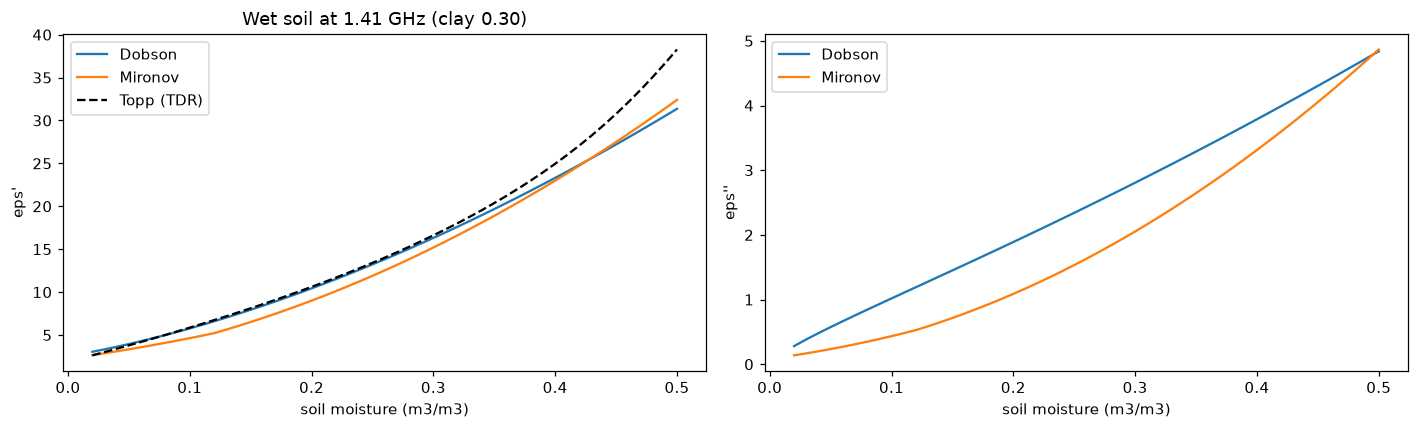 Wet soil at 1.41 GHz (clay 0.30)
Dobson
Mironov
Topp (TDR)
eps'
40
35
30
25
20
15
10
5
0.0 0.1 0.2 0.3 0.4 0.5
soil moisture (m3/m3)
Dobson
Mironov
eps''
5
4
3
2
1
0
0.0 0.1 0.2 0.3 0.4 0.5
soil moisture (m3/m3)